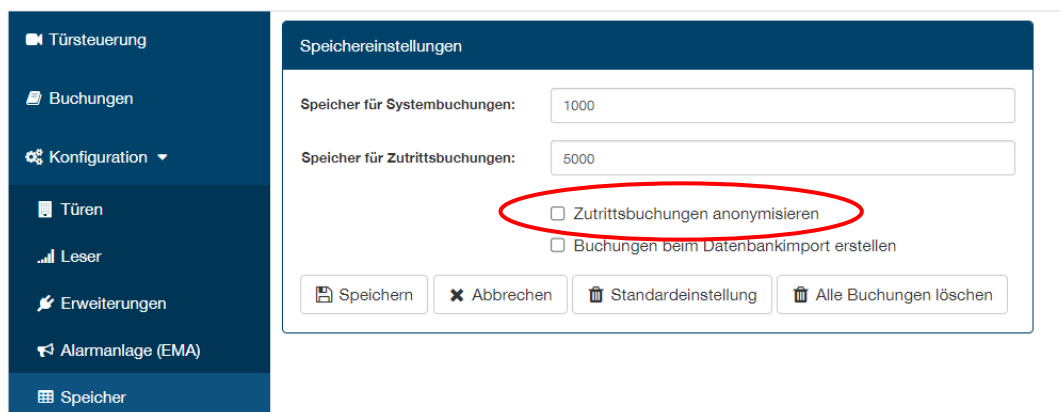 Türsteuerung
Buchungen
Konfiguration
Türen
Leser
Erweiterungen
Alarmanlage (EMA)
Speicher
Speichereinstellungen
Speicher für Systembuchungen: 1000
Speicher für Zutrittsbuchungen: 5000
Zutrittsbuchungen anonymisieren
Buchungen beim Datenbankimport erstellen
Speichern Abbrechen Standardeinstellung Alle Buchungen löschen